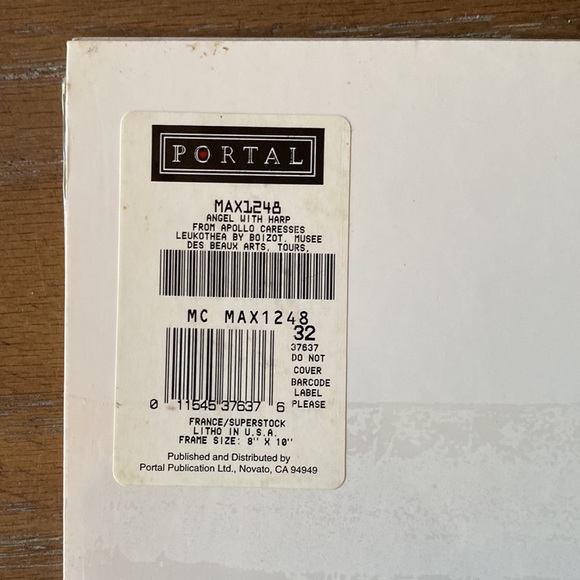 PORTAL
MAX1248
ANGEL WITH HARP
FROM APOLLO CARESSES
LEUKOTHEA BY BOIZOT. MUSEE
DES BEAUX ARTS, TOURS.
MC MAX1248
32
37637
DO NOT
COVER
BARCODE
LABEL
PLEASE
0 11545 37637 6
FRANCE/SUPERSTOCK
LITHO IN U.S.A.
FRAME SIZE: 8" X 10"
Published and Distributed by
Portal Publication Ltd., Novato, CA 94949